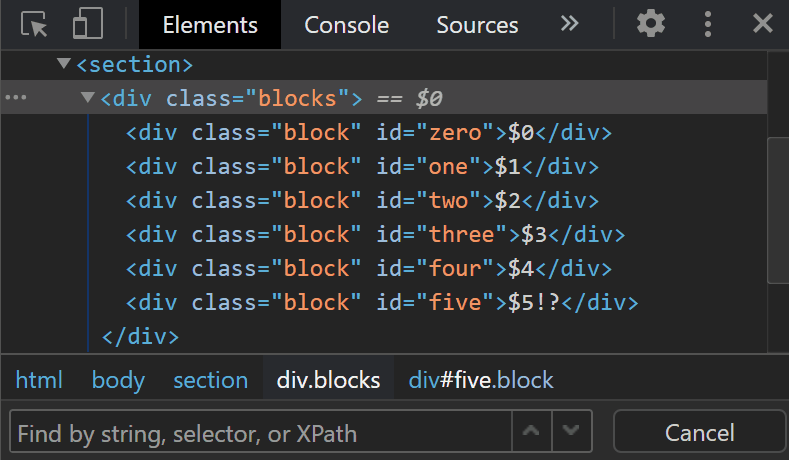 Elements Console Sources »
▼<section>
••• ▼<div class="blocks"> == $0
<div class="block" id="zero">$0</div>
<div class="block" id="one">$1</div>
<div class="block" id="two">$2</div>
<div class="block" id="three">$3</div>
<div class="block" id="four">$4</div>
<div class="block" id="five">$5!?</div>
</div>
html body section div.blocks div#five.block
Find by string, selector, or XPath Cancel